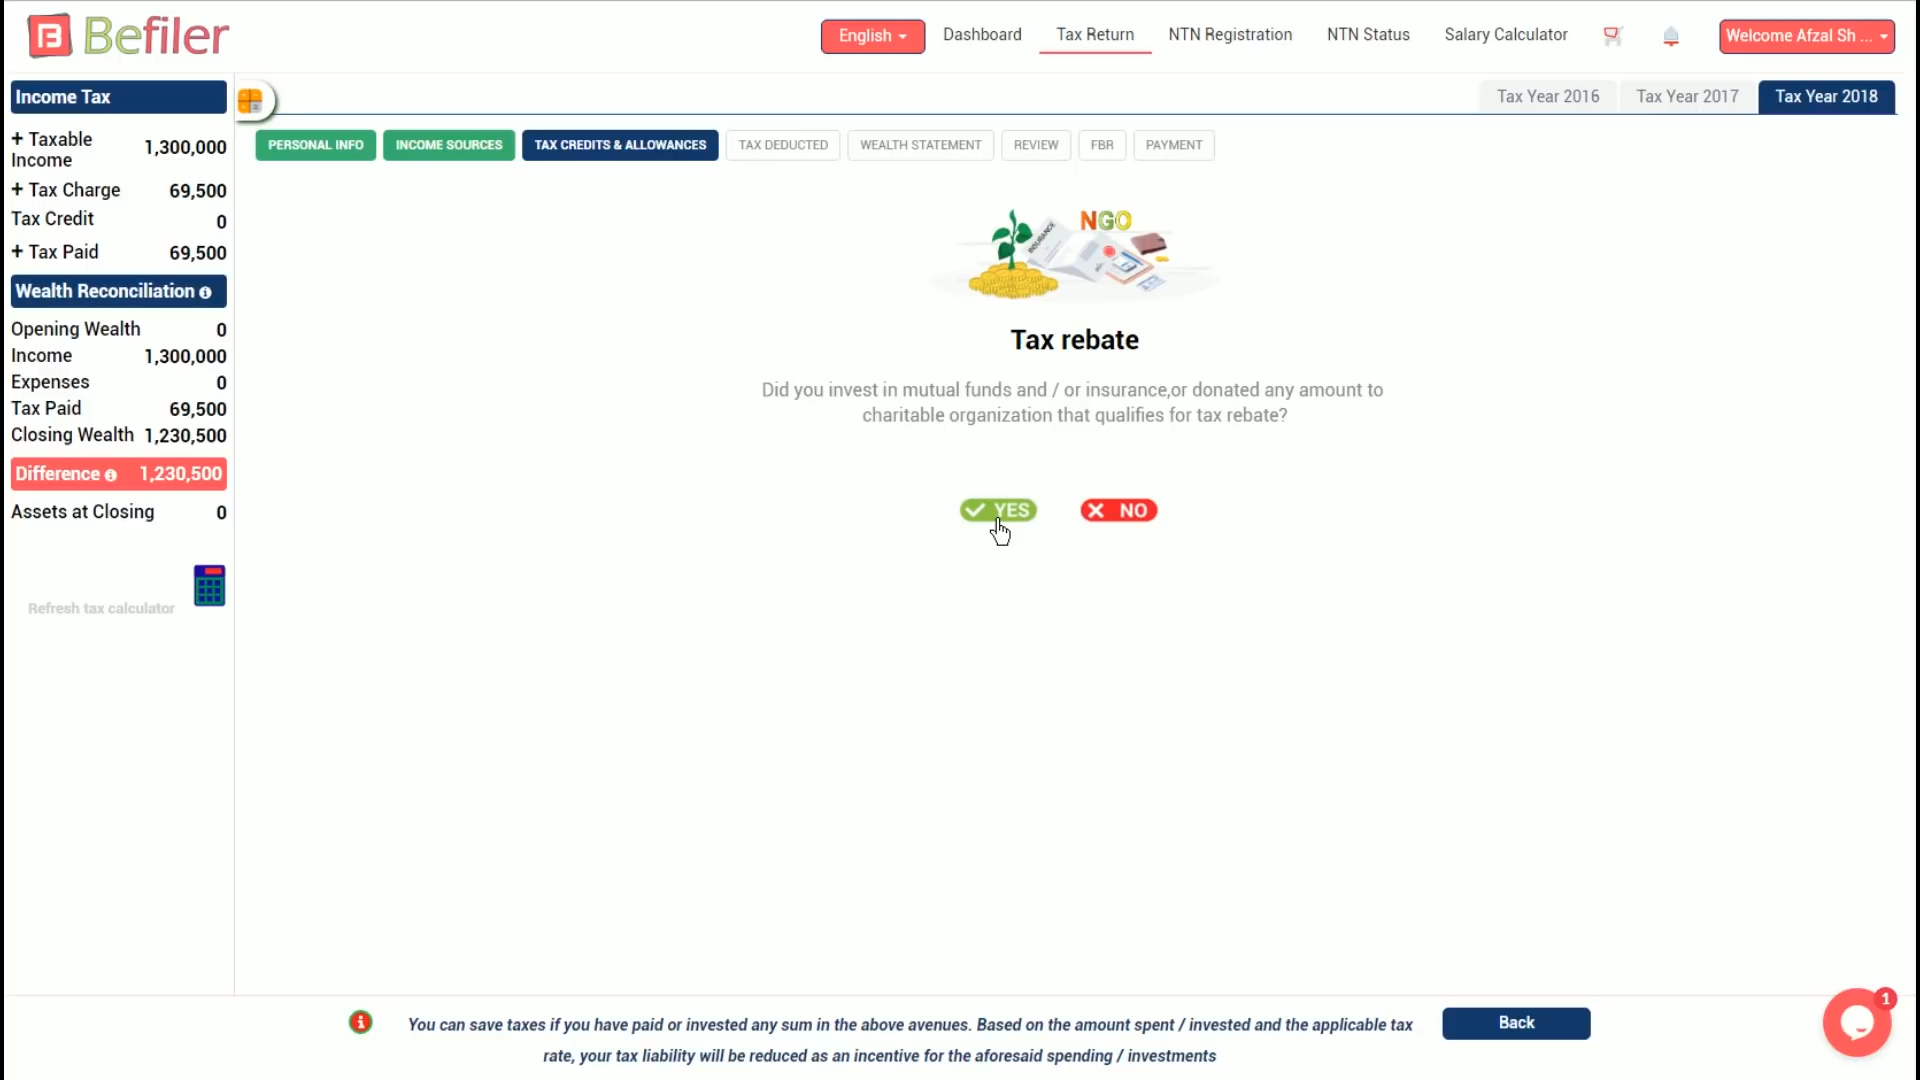 Befiler
English
Dashboard
Tax Return
NTN Registration
NTN Status
Salary Calculator
Welcome Afzal Sh ...
Income Tax
+ Taxable Income 1,300,000
+ Tax Charge 69,500
Tax Credit 0
+ Tax Paid 69,500
Wealth Reconciliation
Opening Wealth 0
Income 1,300,000
Expenses 0
Tax Paid 69,500
Closing Wealth 1,230,500
Difference 1,230,500
Assets at Closing 0
Refresh tax calculator
Tax Year 2016
Tax Year 2017
Tax Year 2018
PERSONAL INFO
INCOME SOURCES
TAX CREDITS & ALLOWANCES
TAX DEDUCTED
WEALTH STATEMENT
REVIEW
FBR
PAYMENT
NGO
INSURANCE
Tax rebate
Did you invest in mutual funds and / or insurance,or donated any amount to
charitable organization that qualifies for tax rebate?
YES
NO
You can save taxes if you have paid or invested any sum in the above avenues. Based on the amount spent / invested and the applicable tax
rate, your tax liability will be reduced as an incentive for the aforesaid spending / investments
Back
1